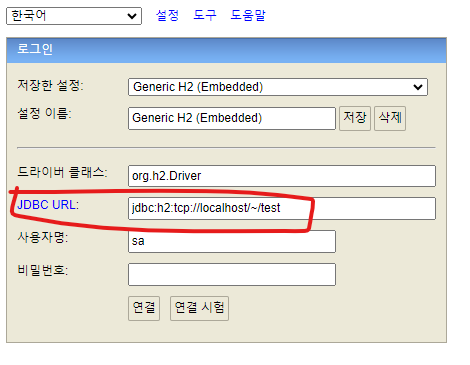 한국어 설정 도구 도움말
로그인
저장한 설정: Generic H2 (Embedded)
설정 이름: Generic H2 (Embedded) 저장 삭제
드라이버 클래스: org.h2.Driver
JDBC URL: jdbc:h2:tcp://localhost/~/test
사용자명: sa
비밀번호:
연결 연결 시험